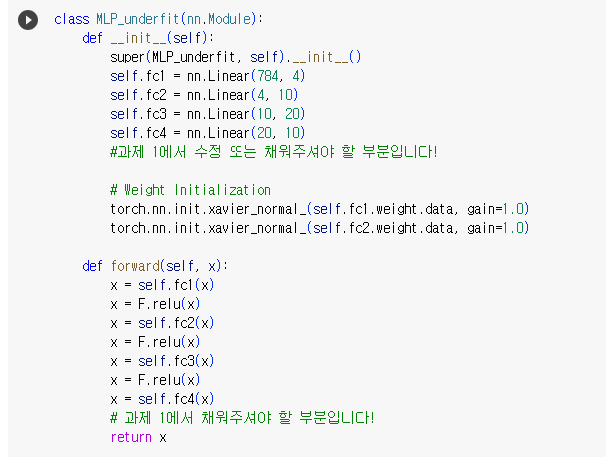 class MLP_underfit(nn.Module):
    def __init__(self):
        super(MLP_underfit, self).__init__()
        self.fc1 = nn.Linear(784, 4)
        self.fc2 = nn.Linear(4, 10)
        self.fc3 = nn.Linear(10, 20)
        self.fc4 = nn.Linear(20, 10)
        #과제 1에서 수정 또는 채워주셔야 할 부분입니다!

        # Weight Initialization
        torch.nn.init.xavier_normal_(self.fc1.weight.data, gain=1.0)
        torch.nn.init.xavier_normal_(self.fc2.weight.data, gain=1.0)

    def forward(self, x):
        x = self.fc1(x)
        x = F.relu(x)
        x = self.fc2(x)
        x = F.relu(x)
        x = self.fc3(x)
        x = F.relu(x)
        x = self.fc4(x)
        # 과제 1에서 채워주셔야 할 부분입니다!
        return x